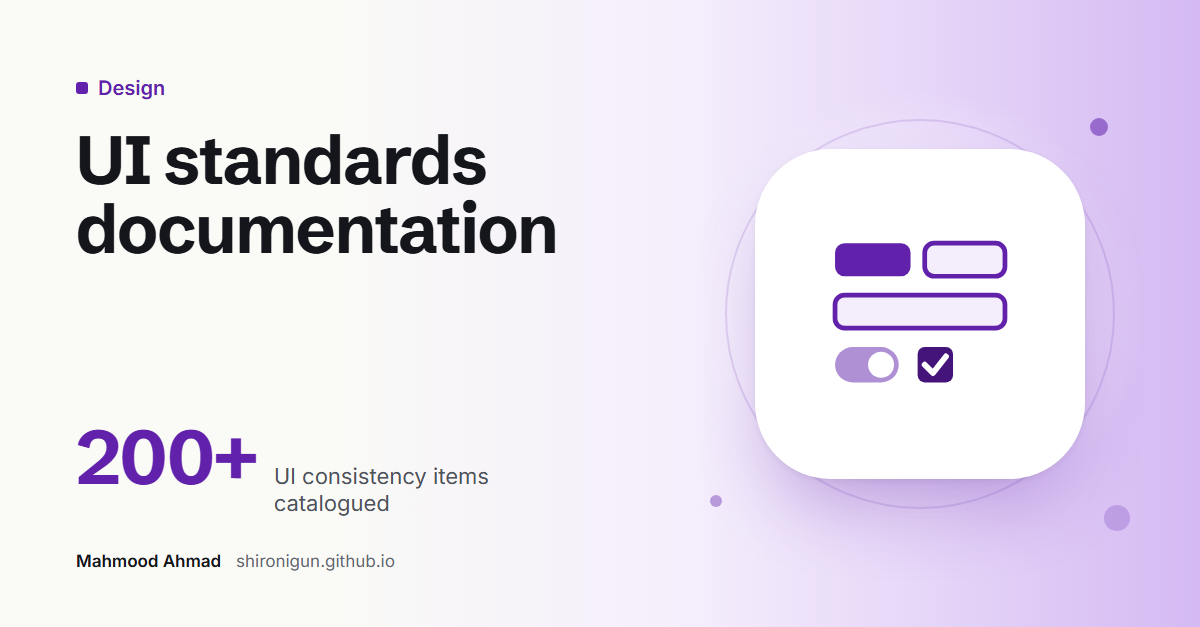 Design
UI standards
documentation
200+
UI consistency items
catalogued
Mahmood Ahmad shironigun.github.io